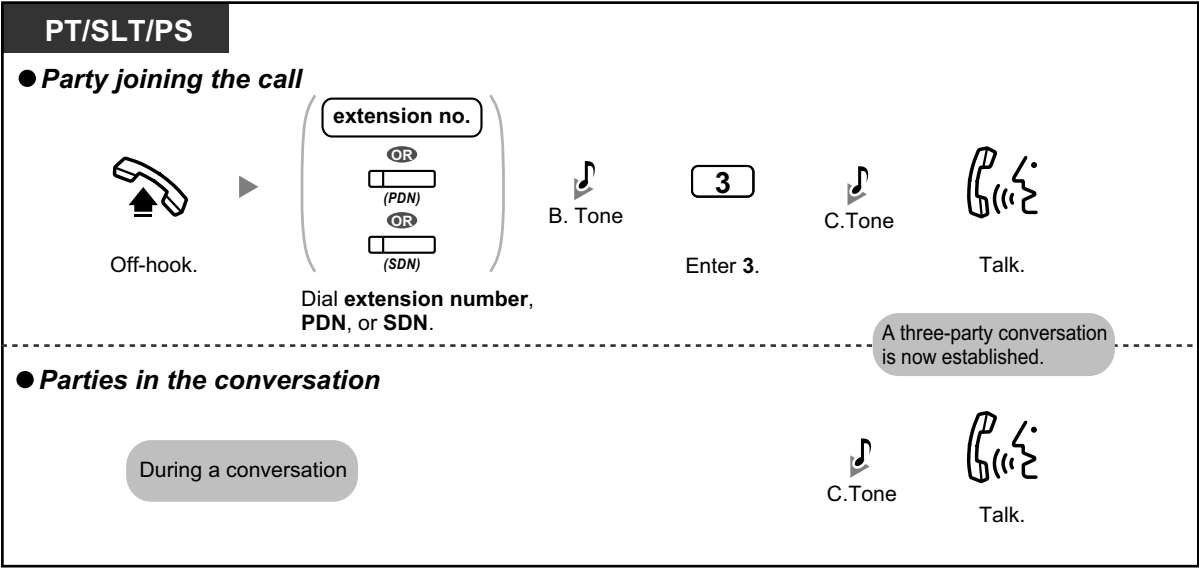 PT/SLT/PS
● Party joining the call
extension no.
OR
(PDN)
OR
(SDN)
B. Tone
3
C.Tone
Off-hook.
Enter 3.
Talk.
Dial extension number,
PDN, or SDN.
A three-party conversation
is now established.
● Parties in the conversation
During a conversation
C.Tone
Talk.